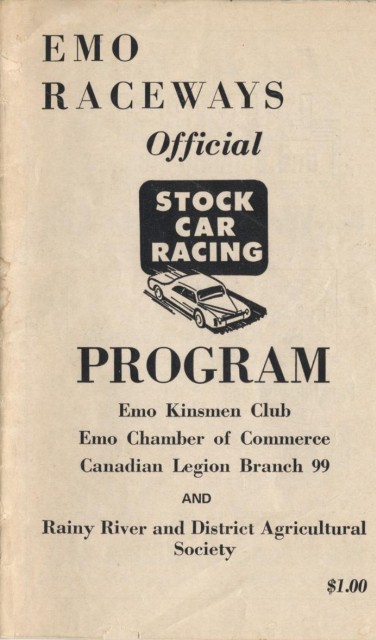 EMO
RACEWAYS
Official
STOCK
CAR
RACING
PROGRAM
Emo Kinsmen Club
Emo Chamber of Commerce
Canadian Legion Branch 99
AND
Rainy River and District Agricultural
Society
$1.00